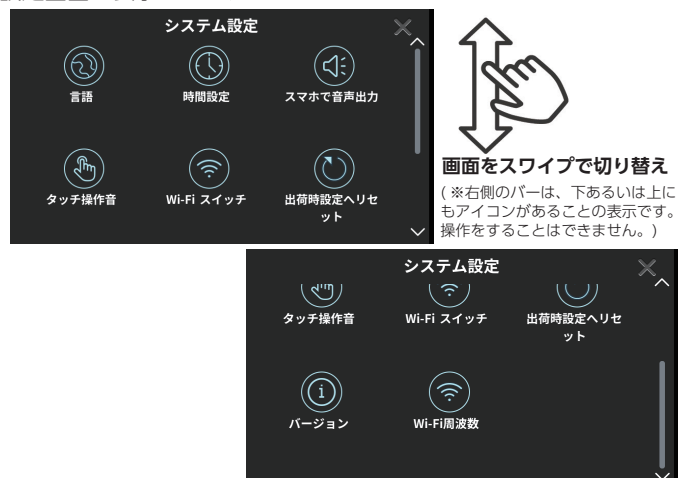 システム設定
言語
時間設定
スマホで音声出力
タッチ操作音
Wi-Fi スイッチ
出荷時設定へリセ
ット
画面をスワイプで切り替え
( ※右側のバーは、下あるいは上に
もアイコンがあることの表示です。
操作をすることはできません。)
システム設定
タッチ操作音
Wi-Fi スイッチ
出荷時設定へリセ
ット
バージョン
Wi-Fi周波数